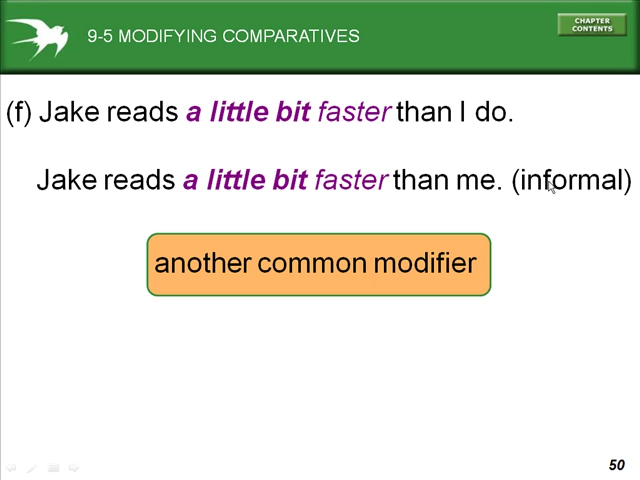 9-5 MODIFYING COMPARATIVES
CHAPTER
CONTENTS
(f) Jake reads a little bit faster than I do.
Jake reads a little bit faster than me. (informal)
another common modifier
50